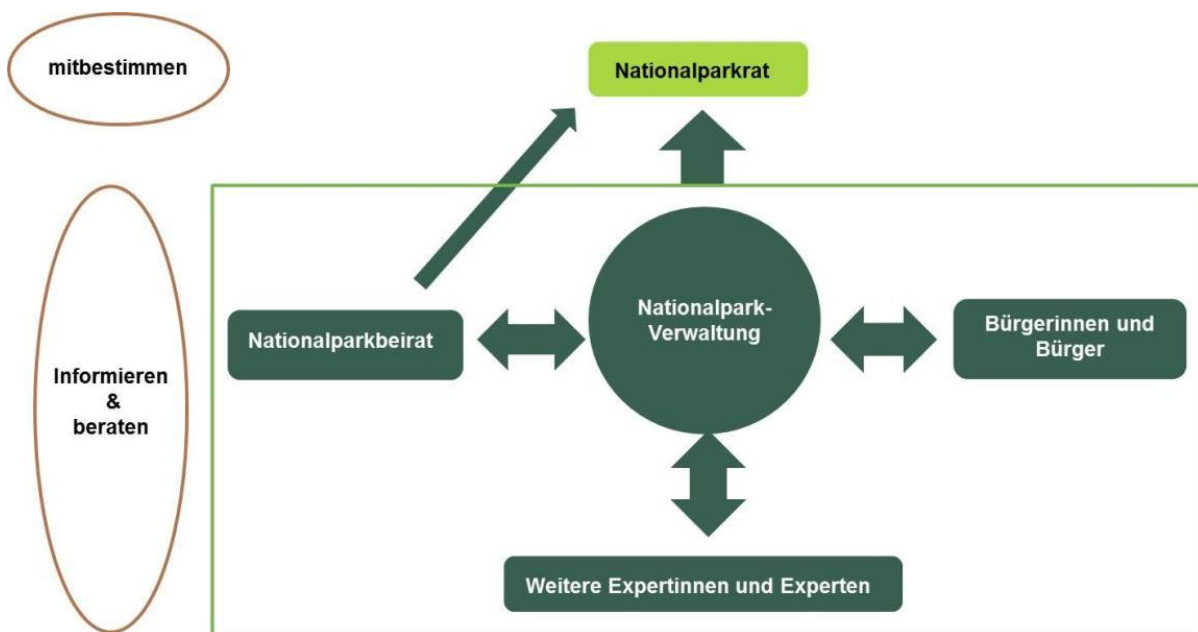 mitbestimmen
Nationalparkrat
Nationalpark-
Verwaltung
Nationalparkbeirat
Bürgerinnen und
Bürger
Informieren
&
beraten
Weitere Expertinnen und Experten